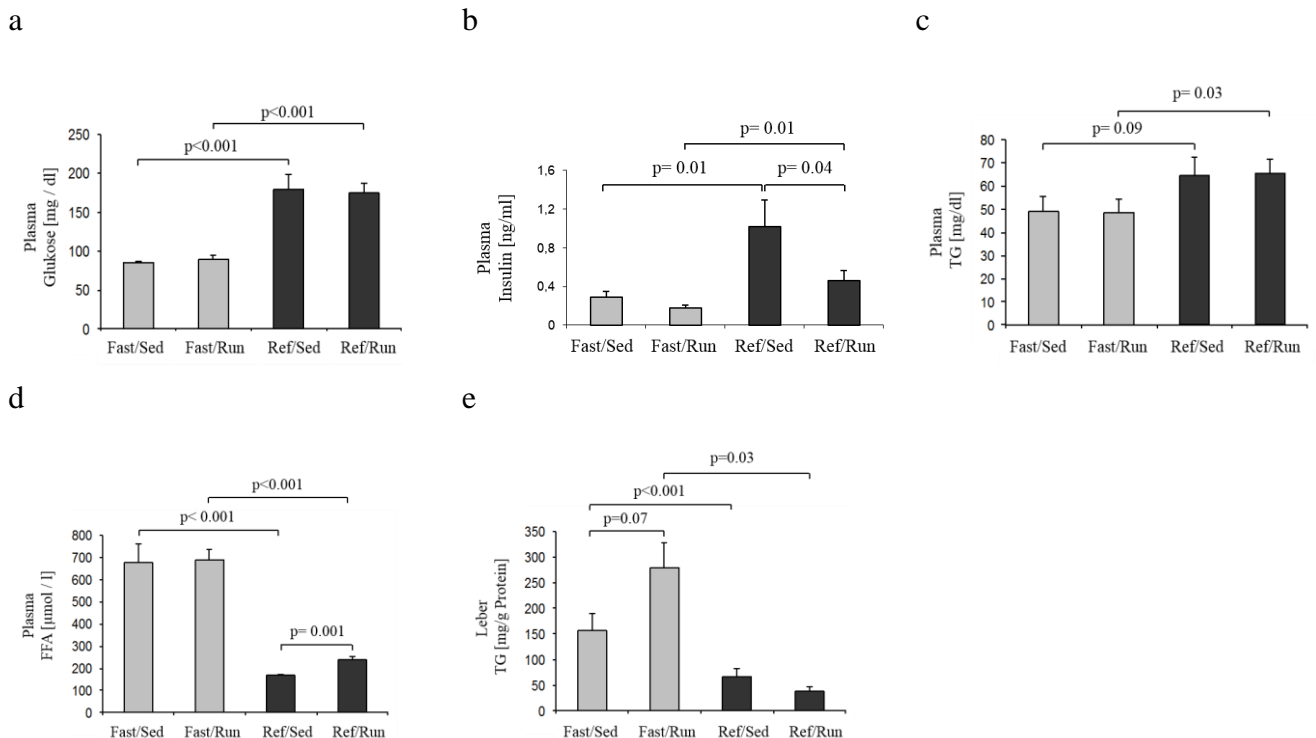 a
b
c
p<0.001
p<0.001
250
200
150
100
50
0
Plasma
Glukose [mg / dl]
Fast/Sed Fast/Run Ref/Sed Ref/Run
p= 0.01
p= 0.01
p= 0.04
1,6
1,2
0,8
0,4
0
Plasma
Insulin [ng/ml]
Fast/Sed Fast/Run Ref/Sed Ref/Run
p= 0.03
p= 0.09
80
70
60
50
40
30
20
10
0
Plasma
TG [mg/dl]
Fast/Sed Fast/Run Ref/Sed Ref/Run
d
e
p<0.001
p< 0.001
p= 0.001
800
700
600
500
400
300
200
100
0
Plasma
FFA [µmol / l]
Fast/Sed Fast/Run Ref/Sed Ref/Run
p=0.03
p<0.001
p=0.07
350
300
250
200
150
100
50
0
Leber
TG [mg/g Protein]
Fast/Sed Fast/Run Ref/Sed Ref/Run